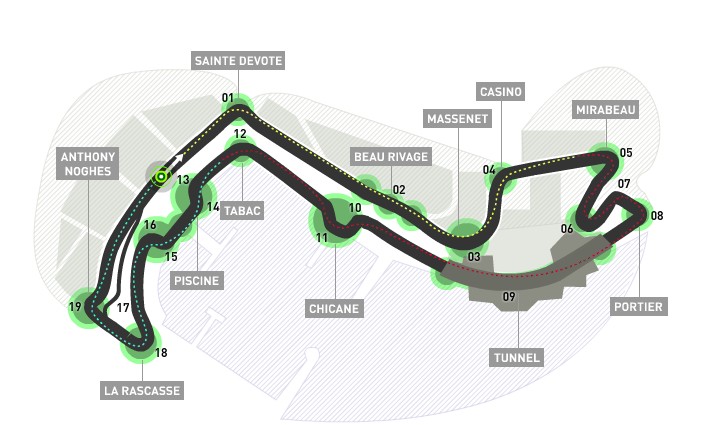 SAINTE DEVOTE
01
CASINO
MIRABEAU
MASSENET
12
ANTHONY
NOGHES
BEAU RIVAGE
05
04
13
07
02
14
TABAC
10
08
16
06
11
15
03
PISCINE
09
19
17
CHICANE
PORTIER
18
TUNNEL
LA RASCASSE